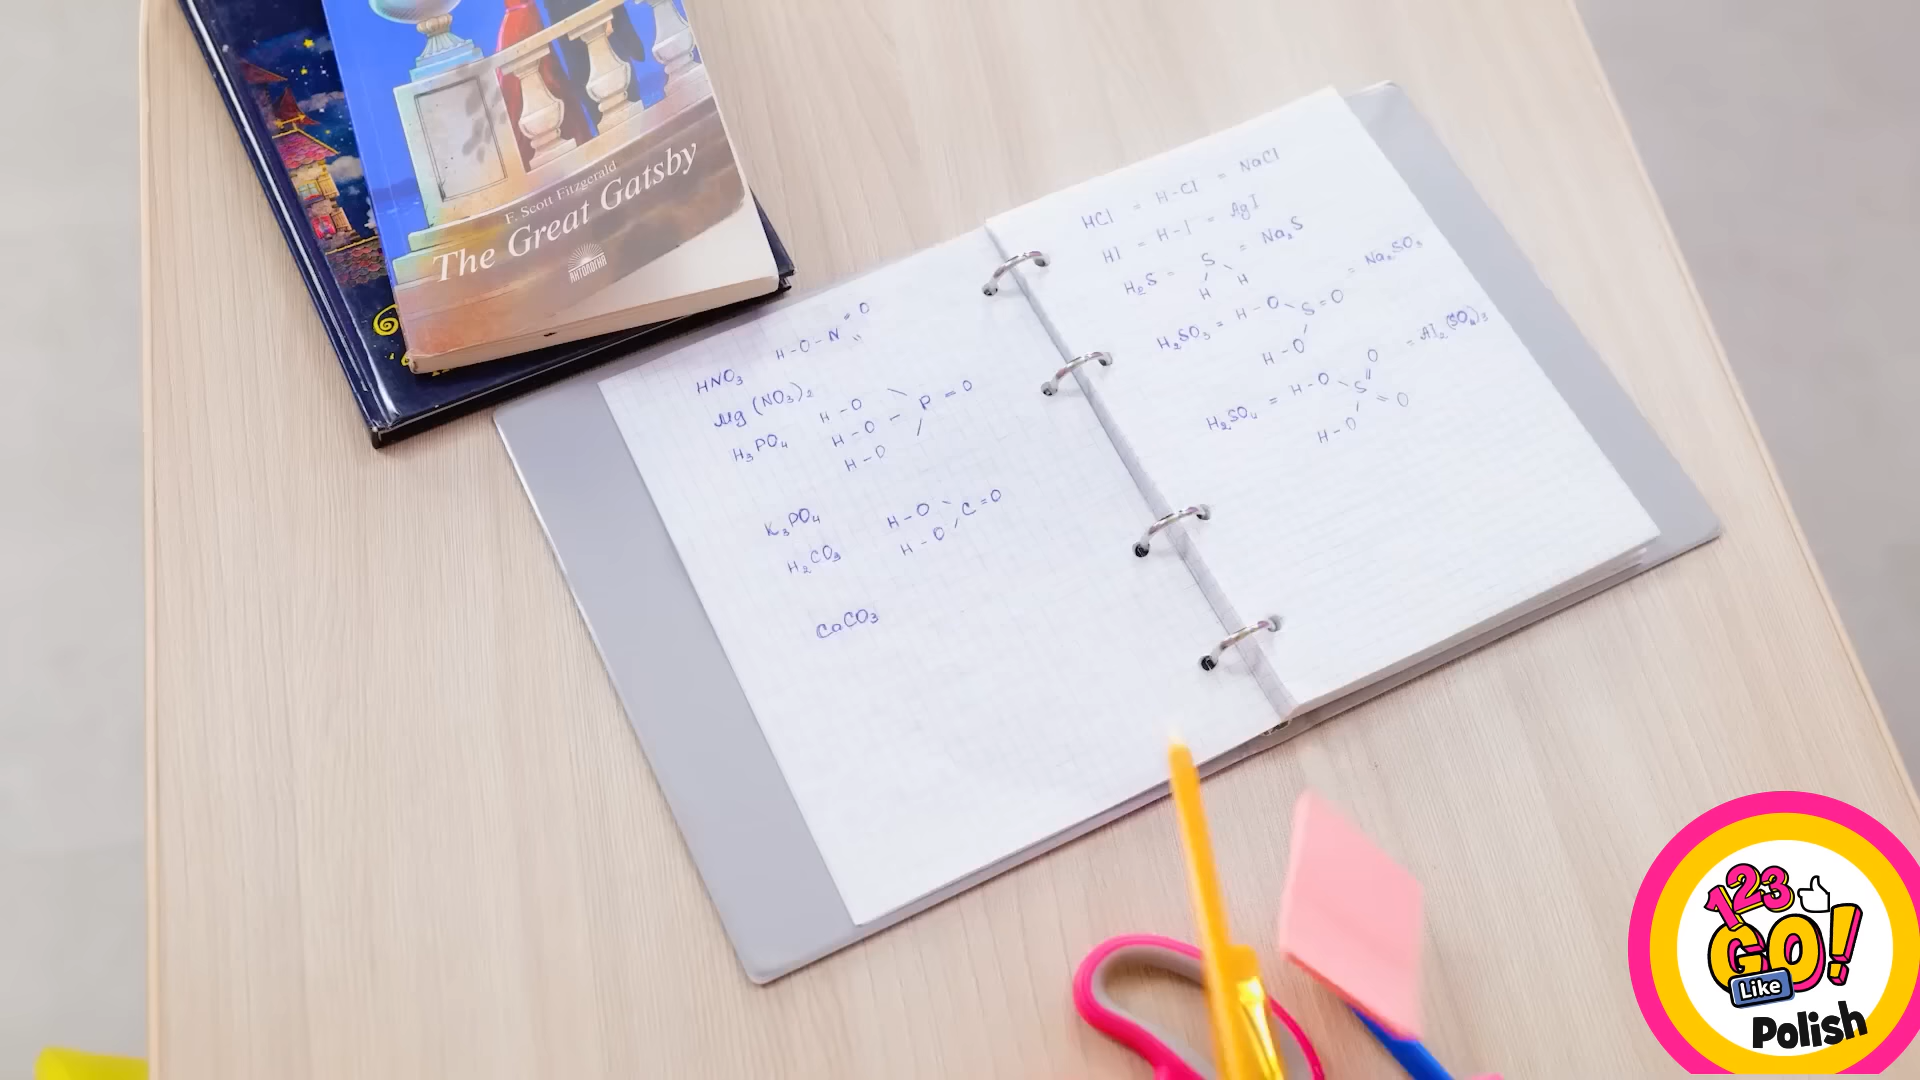 F. Scott Fitzgerald
The Great Gatsby
АНТОЛОГИЯ
H-O-N=O
HNO3
Mg(NO3)2
H3PO4
H-O
H-O
H-O
P=O
K3PO4
H2CO3
H-O
H-O
C=O
CaCO3
HCl = H-Cl = NaCl
HI = H-I = AgI
H2S = S = Na2S
H H
H2SO3 = H-O S=O = Na2SO3
H-O
H2SO4 = H-O S O = Al2(SO4)3
=O
H-O
123
GO!
Like
Polish